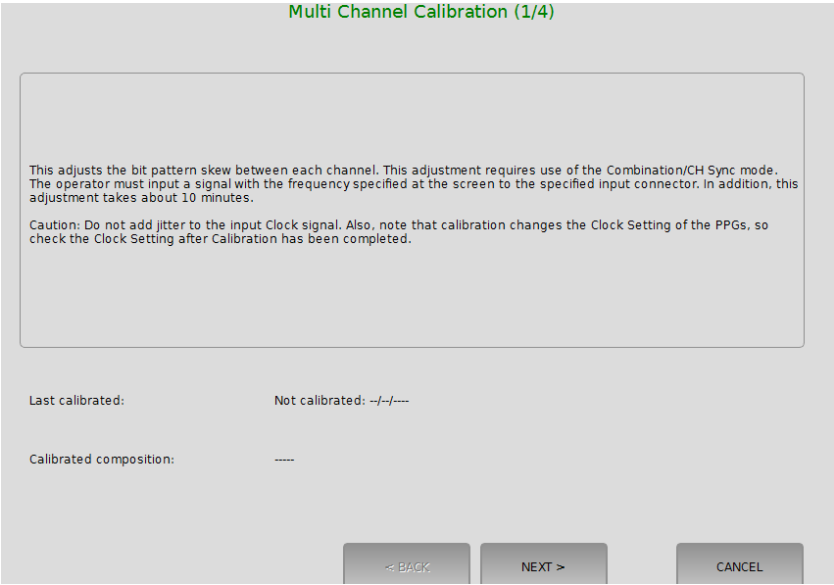 Multi Channel Calibration (1/4)
This adjusts the bit pattern skew between each channel. This adjustment requires use of the Combination/CH Sync mode.
The operator must input a signal with the frequency specified at the screen to the specified input connector. In addition, this
adjustment takes about 10 minutes.
Caution: Do not add jitter to the input Clock signal. Also, note that calibration changes the Clock Setting of the PPGs, so
check the Clock Setting after Calibration has been completed.
Last calibrated: Not calibrated: --/--/----
Calibrated composition: -----
< BACK NEXT > CANCEL